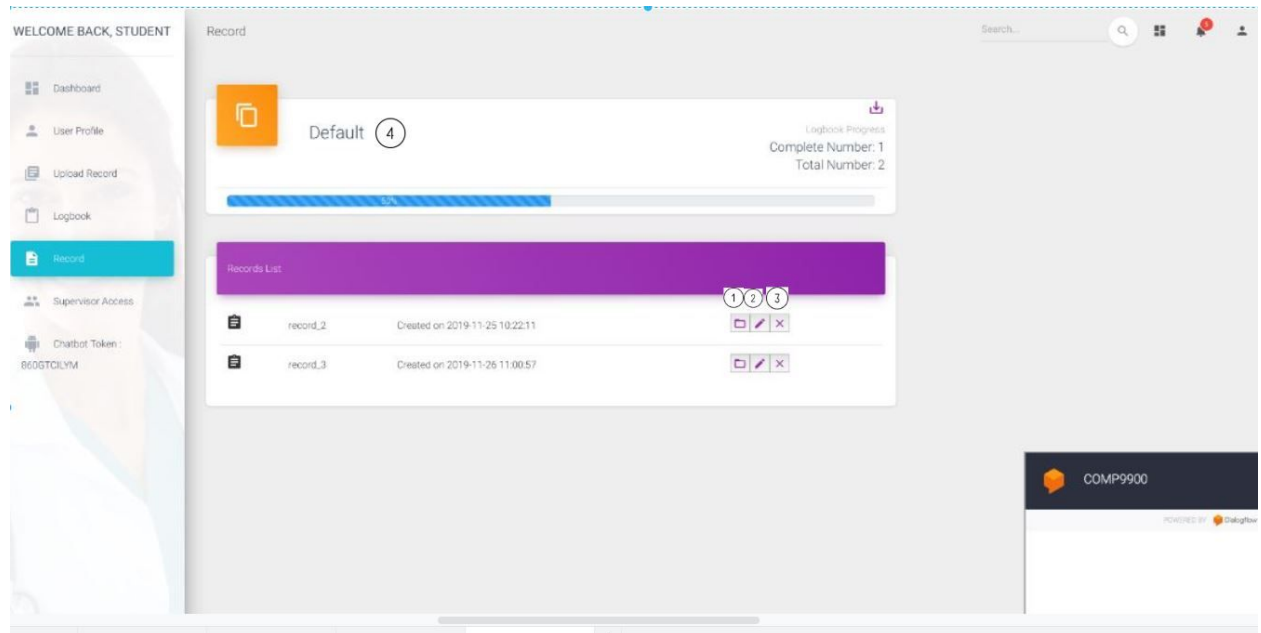 WELCOME BACK, STUDENT
Record
Search...
5
Dashboard
User Profile
Upload Record
Logbook
Record
Supervisor Access
Chatbot Token :
Default 4
Logbook Progress
Complete Number: 1
Total Number: 2
Records List
1 2 3
record_2 Created on 2019-11-25 10:22:11
record_3 Created on 2019-11-26 11:00:57
COMP9900
POWERED BY Dialogflow